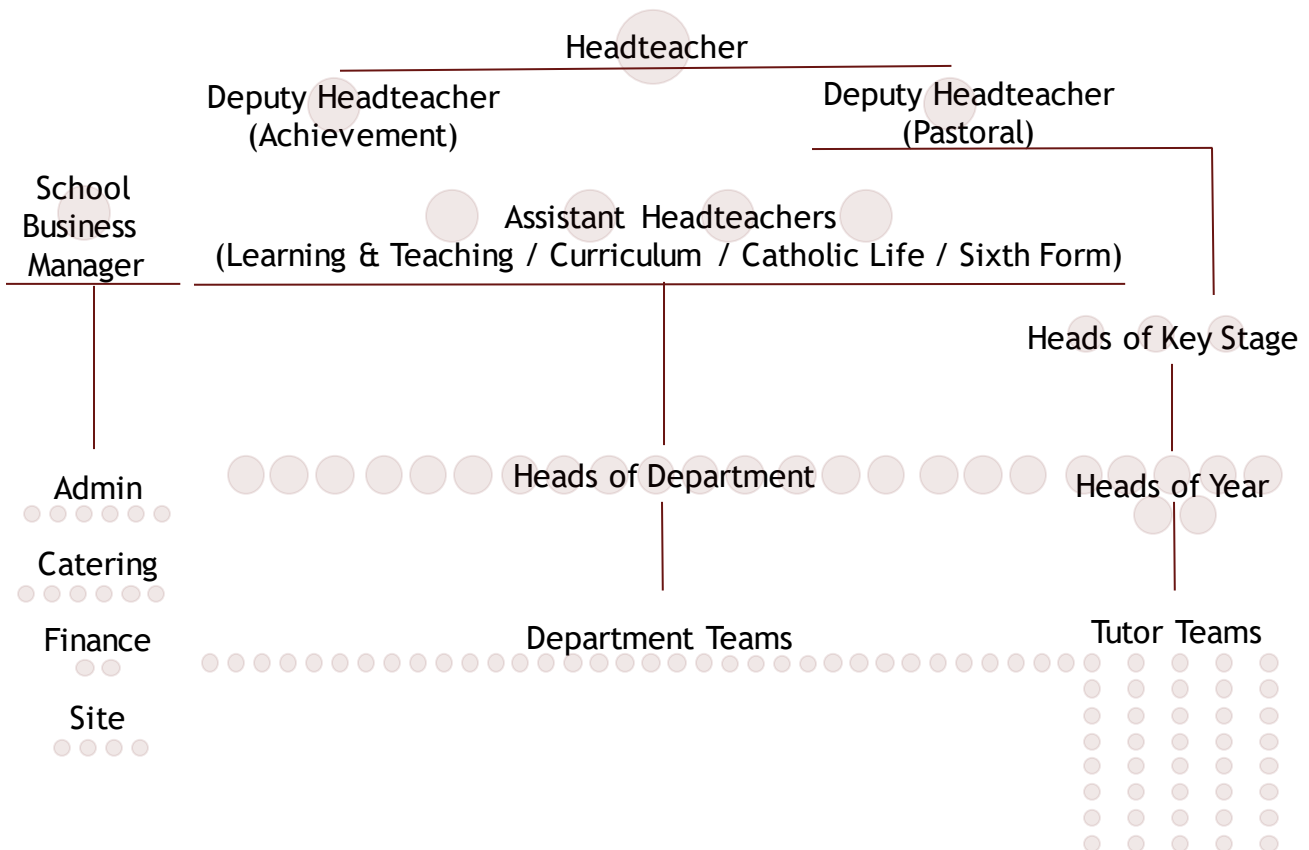 Headteacher
Deputy Headteacher
(Achievement)
Deputy Headteacher
(Pastoral)
School
Business
Manager
Assistant Headteachers
(Learning & Teaching / Curriculum / Catholic Life / Sixth Form)
Heads of Key Stage
Heads of Department
Heads of Year
Admin
Catering
Finance
Site
Department Teams
Tutor Teams